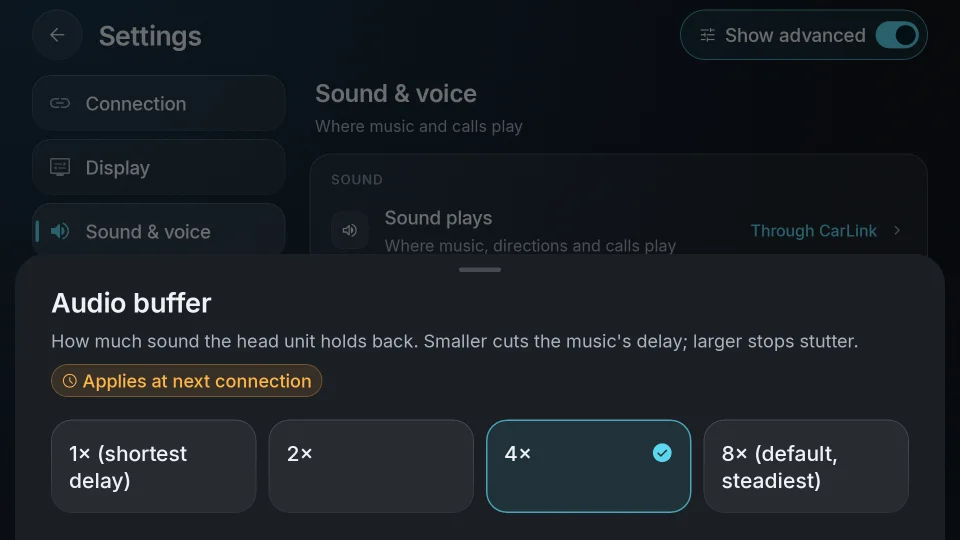 Settings
Show advanced
Connection
Display
Sound & voice
Sound & voice
Where music and calls play
SOUND
Sound plays
Where music, directions and calls play
Through CarLink
Audio buffer
How much sound the head unit holds back. Smaller cuts the music's delay; larger stops stutter.
Applies at next connection
1× (shortest
delay)
2×
4×
8× (default,
steadiest)